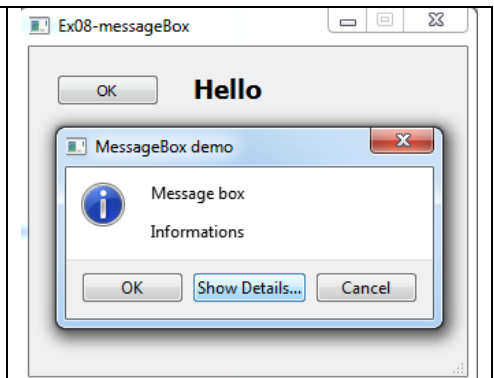 Ex08-messageBox
OK Hello
MessageBox demo
Message box
Informations
OK Show Details... Cancel